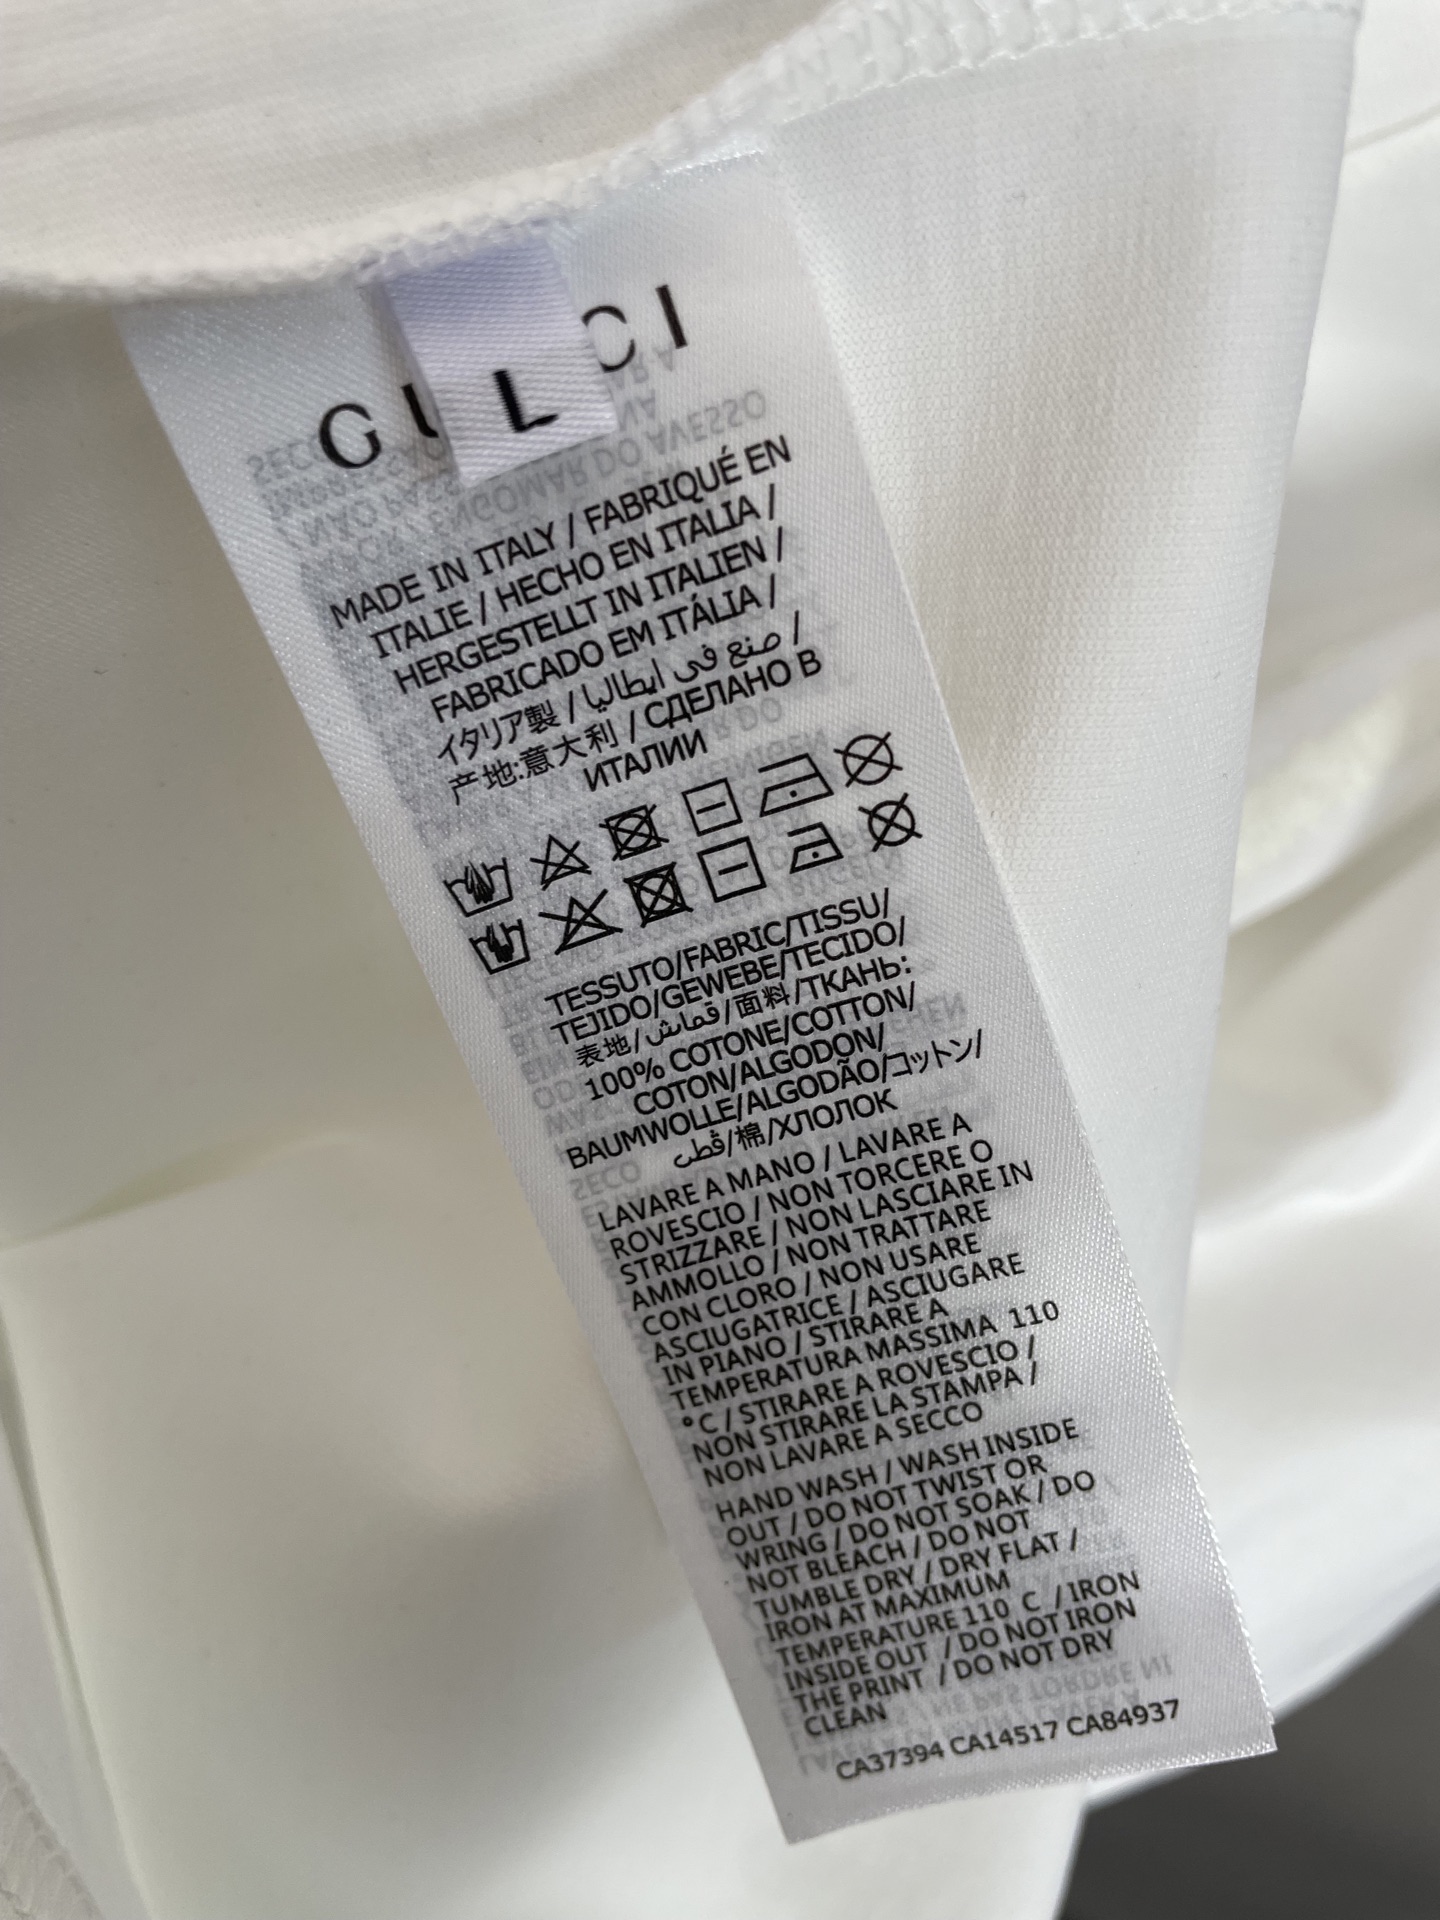 GUCCI
L
MADE IN ITALY / FABRIQUÉ EN
ITALIE / HECHO EN ITALIA /
HERGESTELLT IN ITALIEN /
FABRICADO EM ITÁLIA /
イタリア製 / صنع في ايطاليا /
产地:意大利 / СДЕЛАНО В
ИТАЛИИ
TESSUTO/FABRIC/TISSU/
TEJIDO/GEWEBE/TECIDO/
表地/قماش/面料/ТКАНЬ:
100% COTONE/COTTON/
COTON/ALGODON/
BAUMWOLLE/ALGODÃO/コットン/
قطن/棉/ХЛОПОК
LAVARE A MANO / LAVARE A
ROVESCIO / NON TORCERE O
STRIZZARE / NON LASCIARE IN
AMMOLLO / NON TRATTARE
CON CLORO / NON USARE
ASCIUGATRICE / ASCIUGARE
IN PIANO / STIRARE A
TEMPERATURA MASSIMA 110
°C / STIRARE A ROVESCIO /
NON STIRARE LA STAMPA /
NON LAVARE A SECCO
HAND WASH / WASH INSIDE
OUT / DO NOT TWIST OR
WRING / DO NOT SOAK / DO
NOT BLEACH / DO NOT
TUMBLE DRY / DRY FLAT /
IRON AT MAXIMUM
TEMPERATURE 110 C / IRON
INSIDE OUT / DO NOT IRON
THE PRINT / DO NOT DRY
CLEAN
CA37394 CA14517 CA84937